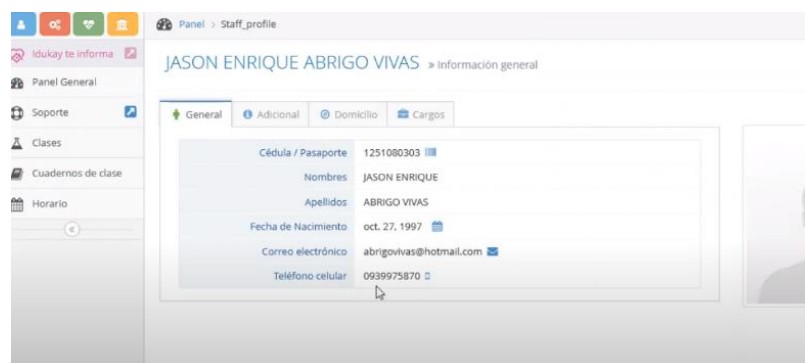 Panel > Staff_profile
Idukay te informa
Panel General
Soporte
Clases
Cuadernos de clase
Horario
JASON ENRIQUE ABRIGO VIVAS » Información general
General Adicional Domicilio Cargos
Cédula / Pasaporte 1251080303
Nombres JASON ENRIQUE
Apellidos ABRIGO VIVAS
Fecha de Nacimiento oct. 27, 1997
Correo electrónico abrigovivas@hotmail.com
Teléfono celular 0939975870